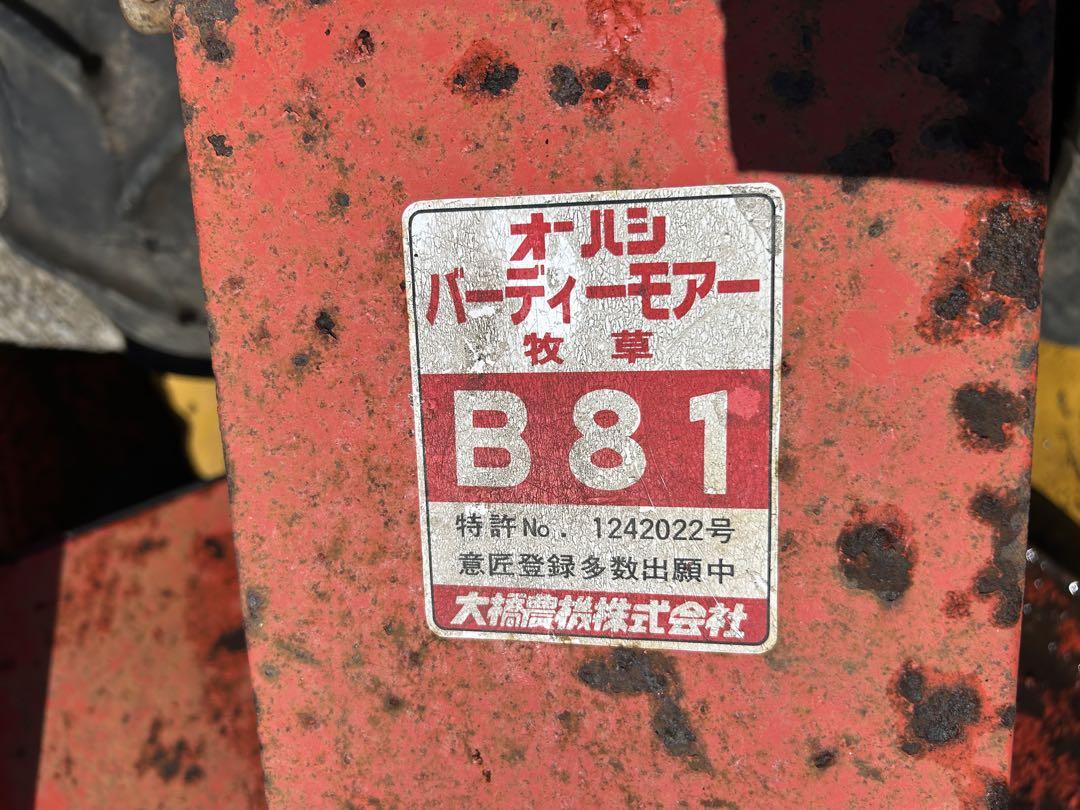 オーハシ
バーディーモアー
牧草
B81
特許No. 1242022号
意匠登録多数出願中
大橋農機株式会社